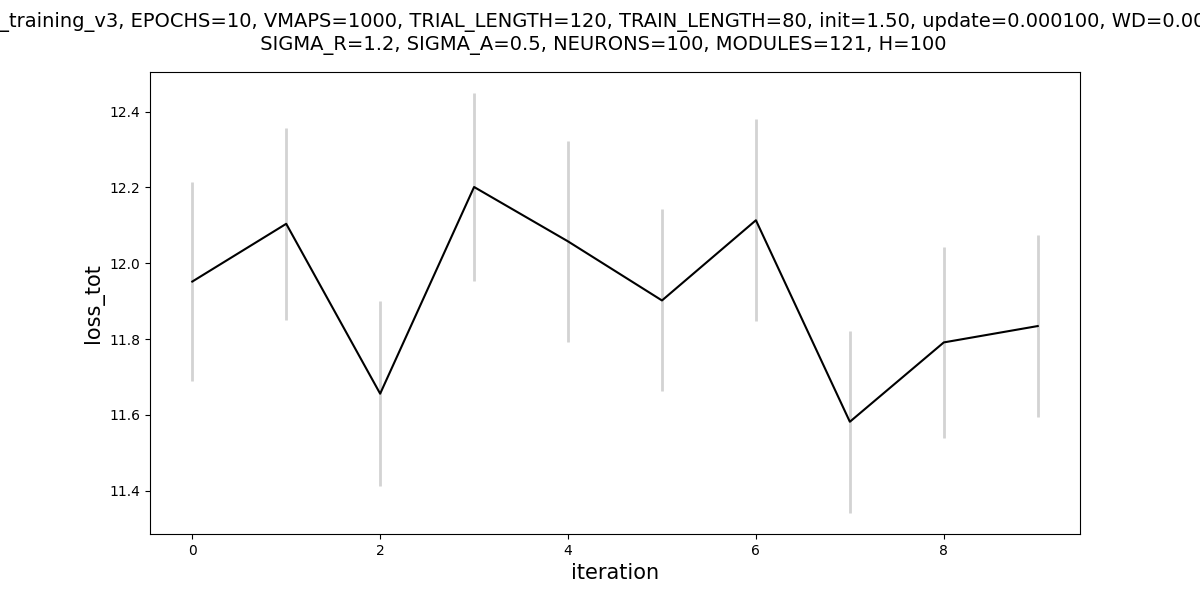 _training_v3, EPOCHS=10, VMAPS=1000, TRIAL_LENGTH=120, TRAIN_LENGTH=80, init=1.50, update=0.000100, WD=0.00
SIGMA_R=1.2, SIGMA_A=0.5, NEURONS=100, MODULES=121, H=100
12.4
12.2
12.0
11.8
11.6
11.4
loss_tot
0 2 4 6 8
iteration